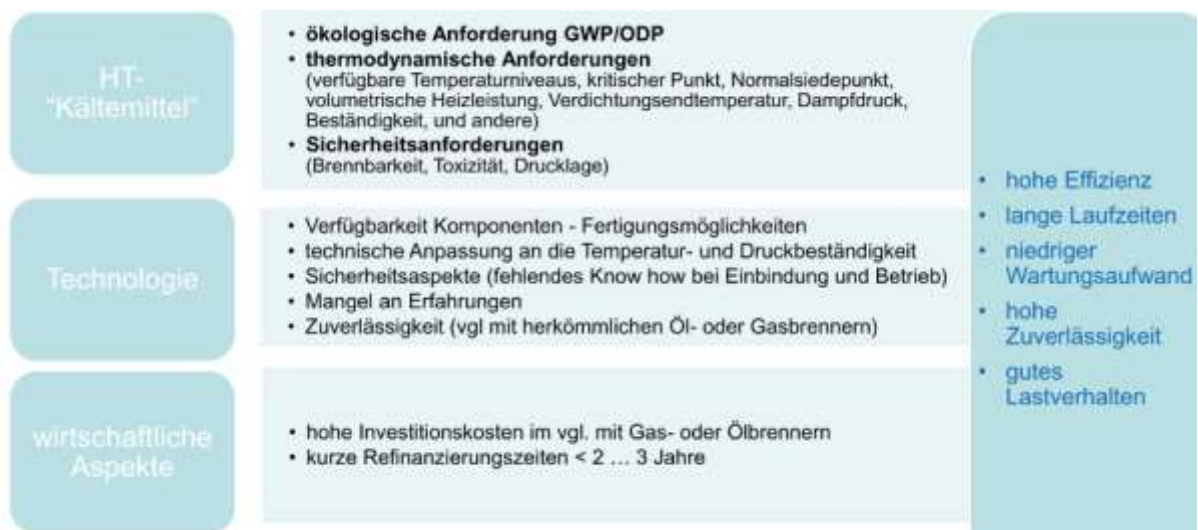 HT-
"Kältemittel"
• ökologische Anforderung GWP/ODP
• thermodynamische Anforderungen
(verfügbare Temperaturniveaus, kritischer Punkt, Normalsiedepunkt,
volumetrische Heizleistung, Verdichtungsendtemperatur, Dampfdruck,
Beständigkeit, und andere)
• Sicherheitsanforderungen
(Brennbarkeit, Toxizität, Drucklage)
Technologie
• Verfügbarkeit Komponenten - Fertigungsmöglichkeiten
• technische Anpassung an die Temperatur- und Druckbeständigkeit
• Sicherheitsaspekte (fehlendes Know how bei Einbindung und Betrieb)
• Mangel an Erfahrungen
• Zuverlässigkeit (vgl mit herkömmlichen Öl- oder Gasbrennern)
wirtschaftliche
Aspekte
• hohe Investitionskosten im vgl. mit Gas- oder Ölbrennern
• kurze Refinanzierungszeiten < 2 ... 3 Jahre
• hohe Effizienz
• lange Laufzeiten
• niedriger
Wartungsaufwand
• hohe
Zuverlässigkeit
• gutes
Lastverhalten